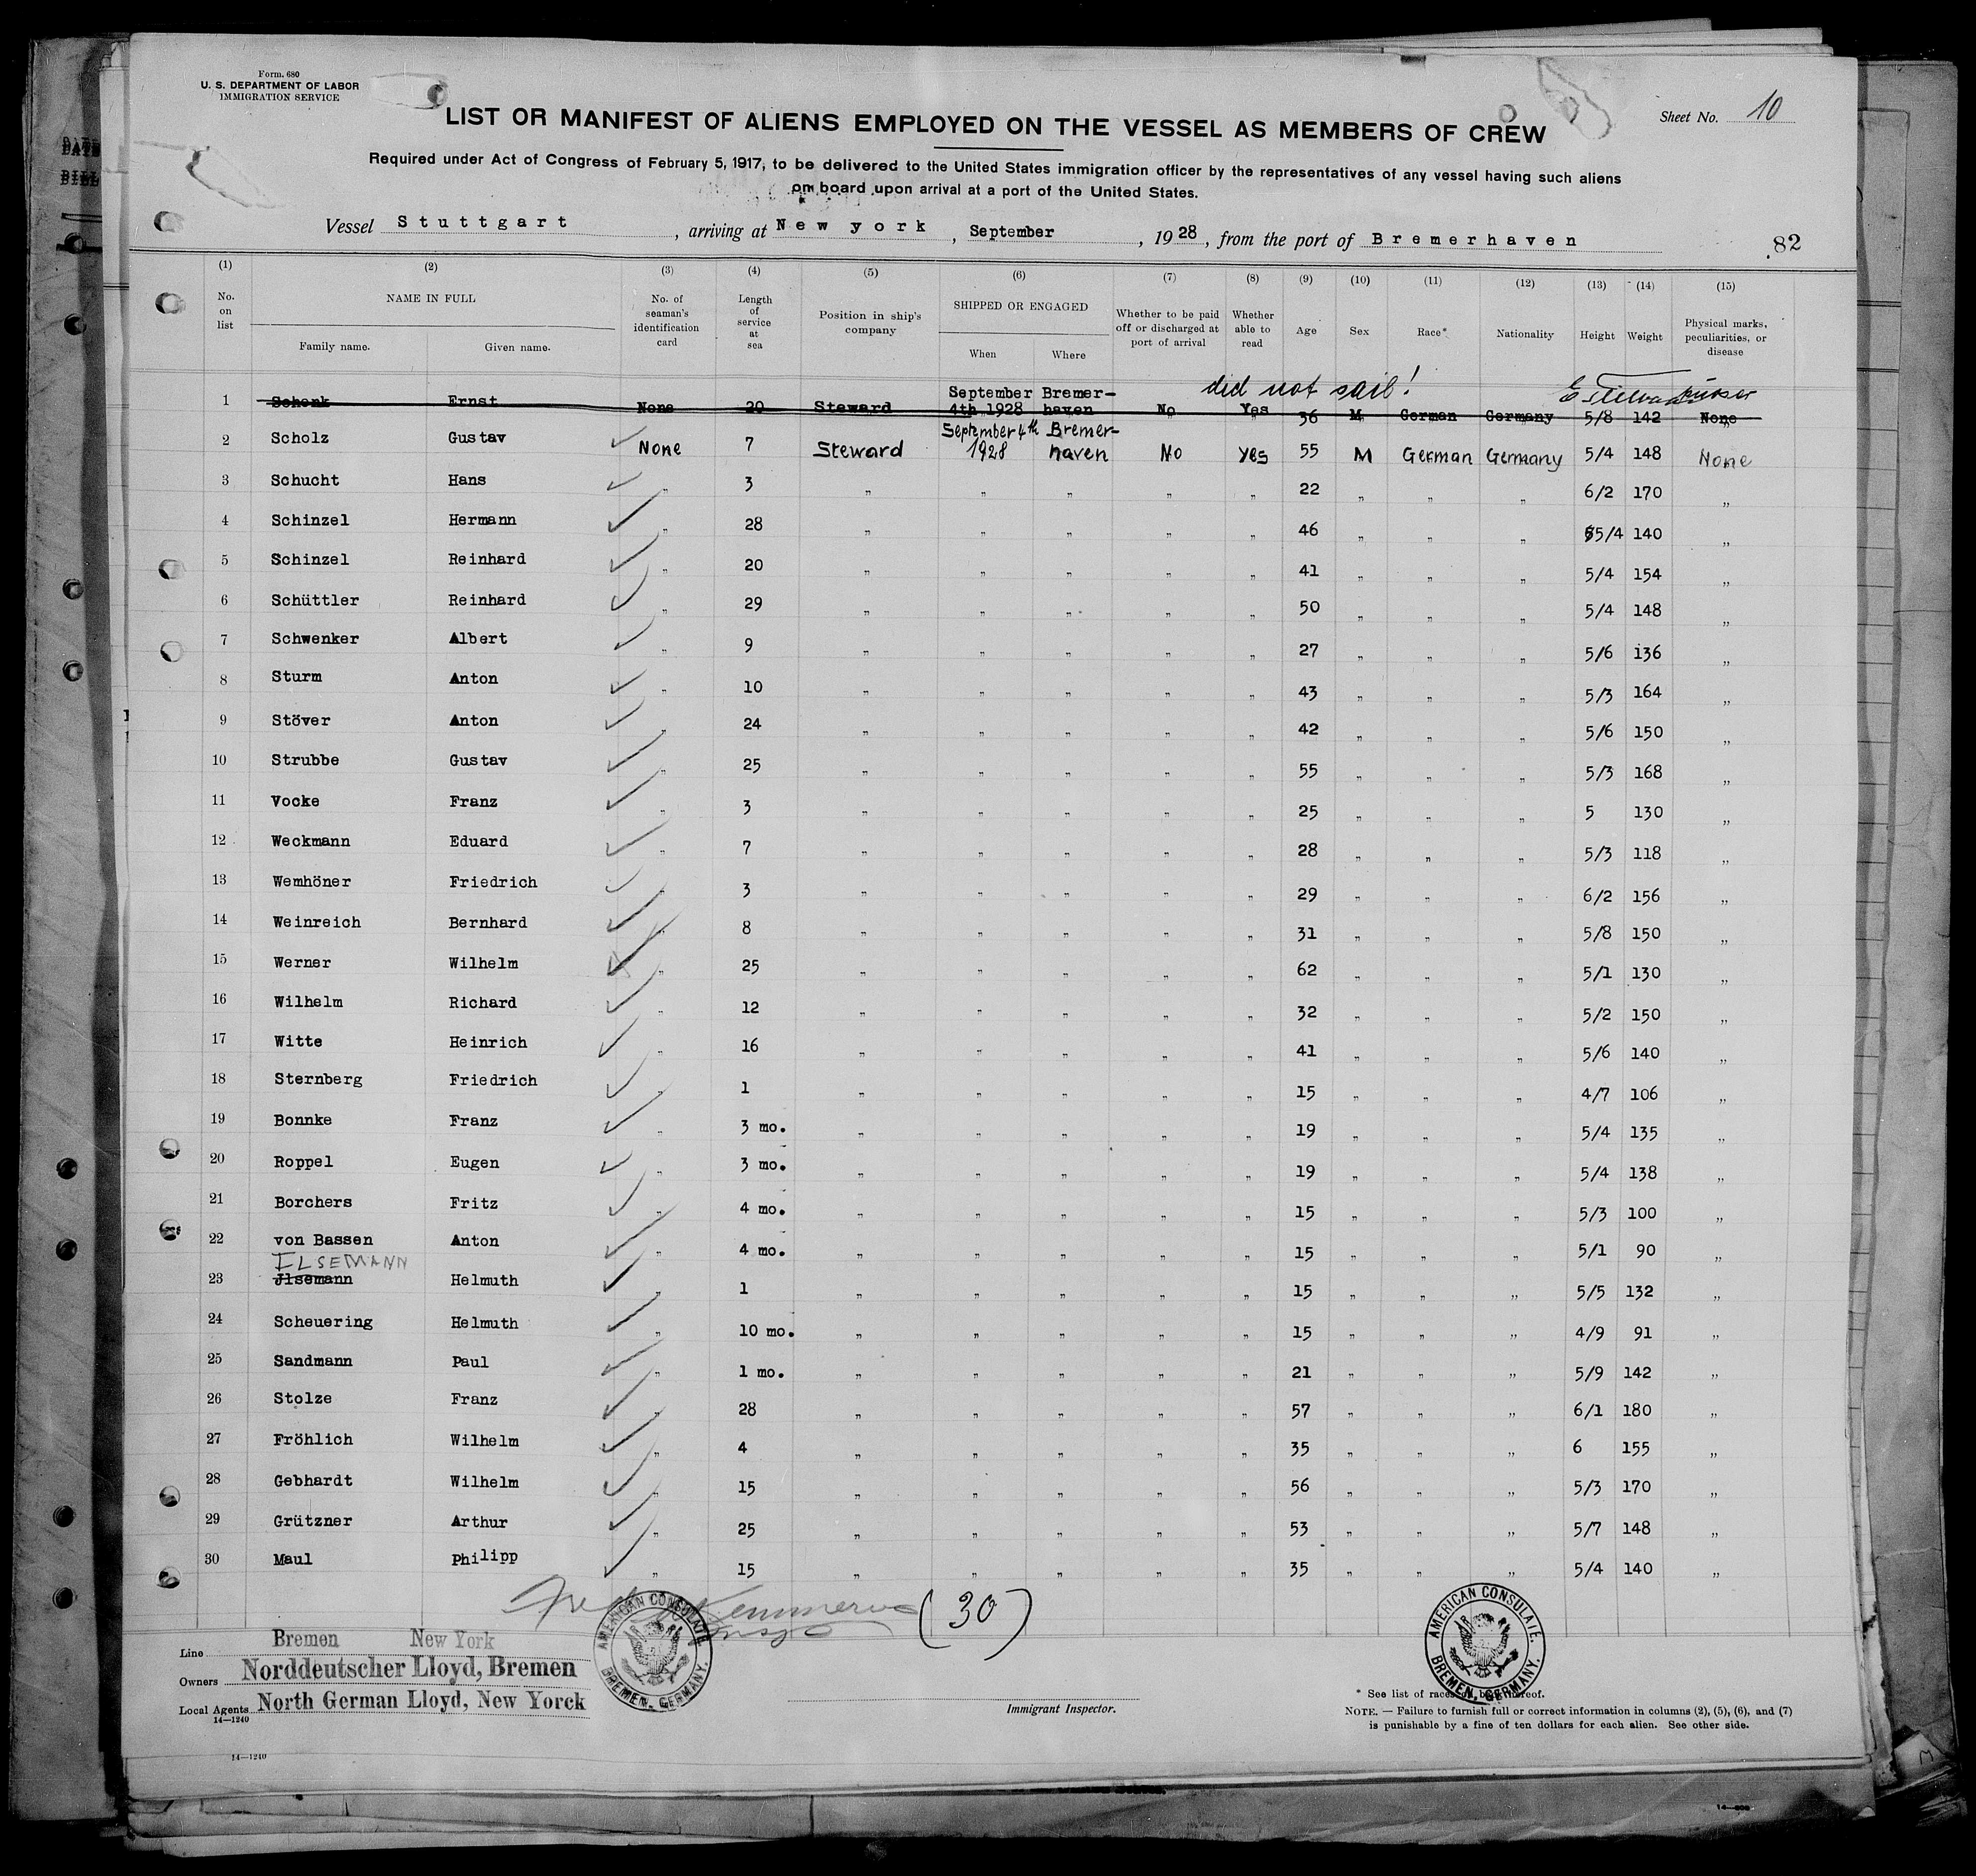 Form. 680
U. S. DEPARTMENT OF LABOR
IMMIGRATION SERVICE
Sheet No. 10
LIST OR MANIFEST OF ALIENS EMPLOYED ON THE VESSEL AS MEMBERS OF CREW
Required under Act of Congress of February 5, 1917, to be delivered to the United States immigration officer by the representatives of any vessel having such aliens
on board upon arrival at a port of the United States.
Vessel Stuttgart, arriving at New york, September, 1928, from the port of Bremerhaven
82
(1) (2) (3) (4) (5) (6) (7) (8) (9) (10) (11) (12) (13) (14) (15)
No. on list NAME IN FULL Family name. Given name. No. of seaman's identification card Length of service at sea Position in ship's company SHIPPED OR ENGAGED When Where Whether to be paid off or discharged at port of arrival Whether able to read Age Sex Race* Nationality Height Weight Physical marks, peculiarities, or disease
did not sail!
1 Schenk Ernst None 20 Steward September 4th 1928 Bremer-haven No Yes 36 M German Germany 5/8 142 None
2 Scholz Gustav None 7 Steward September 4th 1928 Bremer-haven No yes 55 M German Germany 5/4 148 None
3 Schucht Hans " 3 " " " " " 22 " " " 6/2 170 "
4 Schinzel Hermann " 28 " " " " " 46 " " " 5/4 140 "
5 Schinzel Reinhard " 20 " " " " " 41 " " " 5/4 154 "
6 Schüttler Reinhard " 29 " " " " " 50 " " " 5/4 148 "
7 Schwenker Albert " 9 " " " " " 27 " " " 5/6 136 "
8 Sturm Anton " 10 " " " " " 43 " " " 5/3 164 "
9 Stöver Anton " 24 " " " " " 42 " " " 5/6 150 "
10 Strubbe Gustav " 25 " " " " " 55 " " " 5/3 168 "
11 Vocke Franz " 3 " " " " " 25 " " " 5 130 "
12 Weckmann Eduard " 7 " " " " " 28 " " " 5/3 118 "
13 Wemhöner Friedrich " 3 " " " " " 29 " " " 6/2 156 "
14 Weinreich Bernhard " 8 " " " " " 31 " " " 5/8 150 "
15 Werner Wilhelm " 25 " " " " " 62 " " " 5/1 130 "
16 Wilhelm Richard " 12 " " " " " 32 " " " 5/2 150 "
17 Witte Heinrich " 16 " " " " " 41 " " " 5/6 140 "
18 Sternberg Friedrich " 1 " " " " " 15 " " " 4/7 106 "
19 Bonnke Franz " 3 mo. " " " " " 19 " " " 5/4 135 "
20 Roppel Eugen " 3 mo. " " " " " 19 " " " 5/4 138 "
21 Borchers Fritz " 4 mo. " " " " " 15 " " " 5/3 100 "
22 von Bassen Anton " 4 mo. " " " " " 15 " " " 5/1 90 "
ILSEMANN
23 Jlsemann Helmuth " 1 " " " " " 15 " " " 5/5 132 "
24 Scheuering Helmuth " 10 mo. " " " " " 15 " " " 4/9 91 "
25 Sandmann Paul " 1 mo. " " " " " 21 " " " 5/9 142 "
26 Stolze Franz " 28 " " " " " 57 " " " 6/1 180 "
27 Fröhlich Wilhelm " 4 " " " " " 35 " " " 6 155 "
28 Gebhardt Wilhelm " 15 " " " " " 56 " " " 5/3 170 "
29 Grützner Arthur " 25 " " " " " 53 " " " 5/7 148 "
30 Maul Philipp " 15 " " " " " 35 " " " 5/4 140 "
(30)
AMERICAN CONSULATE. BREMEN, GERMANY.
AMERICAN CONSULATE. BREMEN, GERMANY.
Line Bremen New York
Owners Norddeutscher Lloyd, Bremen
Local Agents North German Lloyd, New Yorck
14—1240
Immigrant Inspector.
* See list of races on back hereof.
NOTE. — Failure to furnish full or correct information in columns (2), (5), (6), and (7)
is punishable by a fine of ten dollars for each alien. See other side.
14—1240